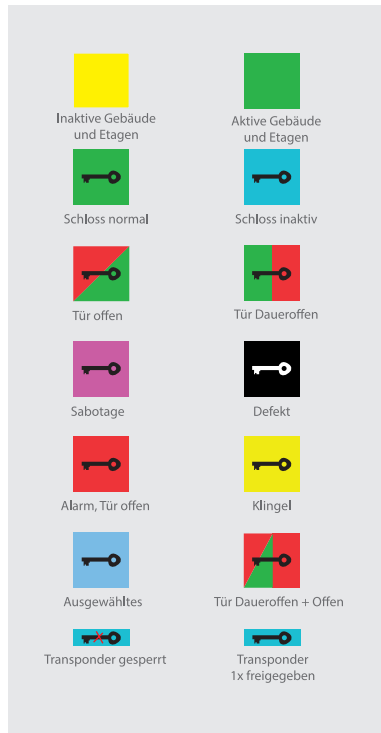 Inaktive Gebäude
und Etagen
Aktive Gebäude
und Etagen
Schloss normal
Schloss inaktiv
Tür offen
Tür Daueroffen
Sabotage
Defekt
Alarm, Tür offen
Klingel
Ausgewähltes
Tür Daueroffen + Offen
Transponder gesperrt
Transponder
1x freigegeben